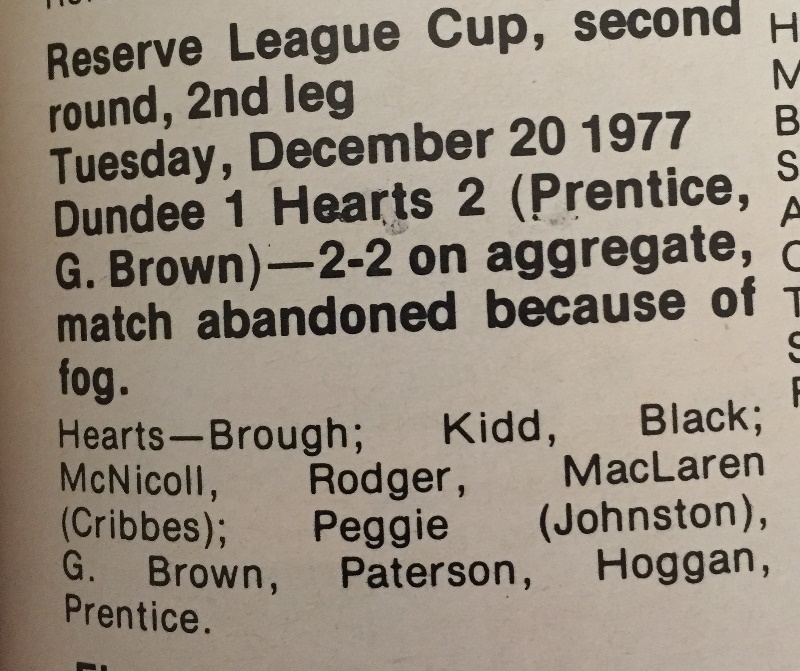 Reserve League Cup, second
round, 2nd leg
Tuesday, December 20 1977
Dundee 1 Hearts 2 (Prentice,
G. Brown)—2-2 on aggregate,
match abandoned because of
fog.
Hearts—Brough; Kidd, Black;
McNicoll, Rodger, MacLaren
(Cribbes); Peggie (Johnston),
G. Brown, Paterson, Hoggan,
Prentice.